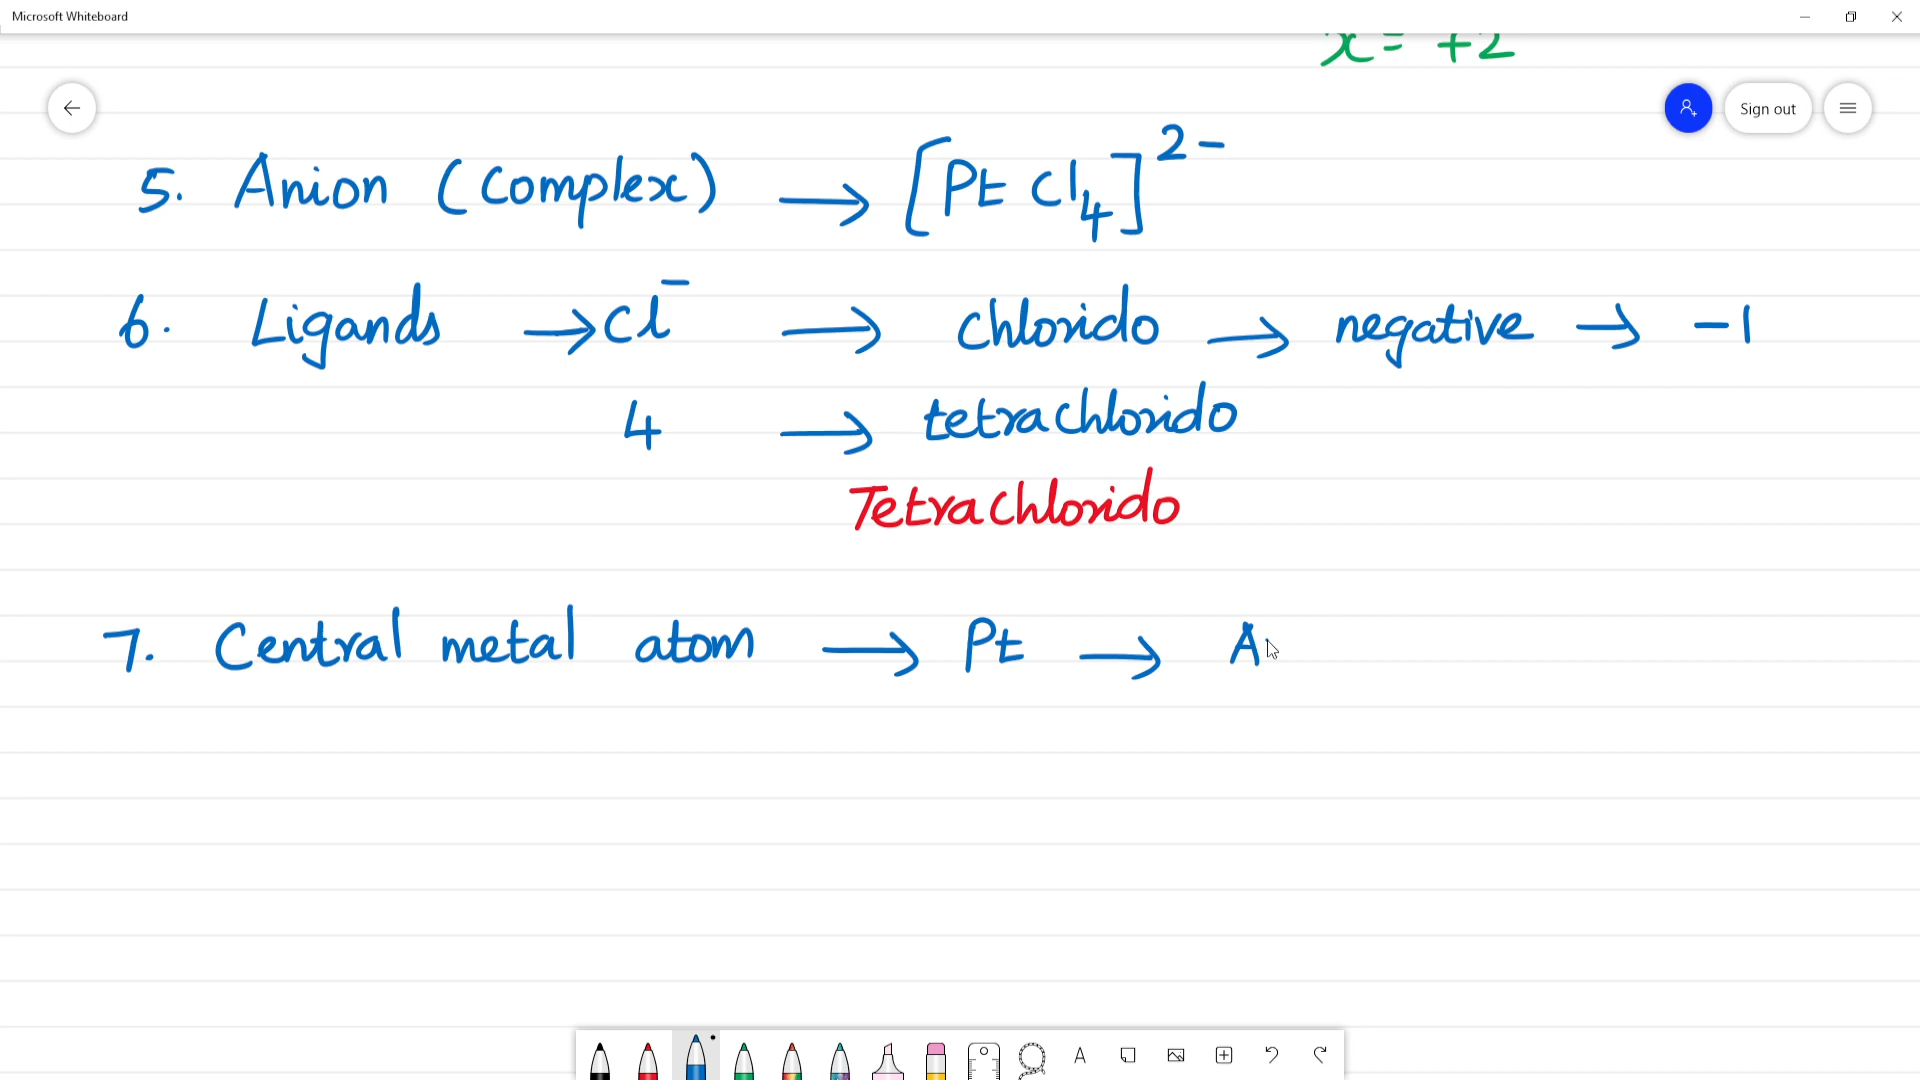 Microsoft Whiteboard
x = +2
Sign out
5. Anion (Complex) → [Pt Cl₄]²⁻
6. Ligands → Cl⁻ → Chlorido → negative → -1
4 → tetrachlorido
Tetrachlorido
7. Central metal atom → Pt → A